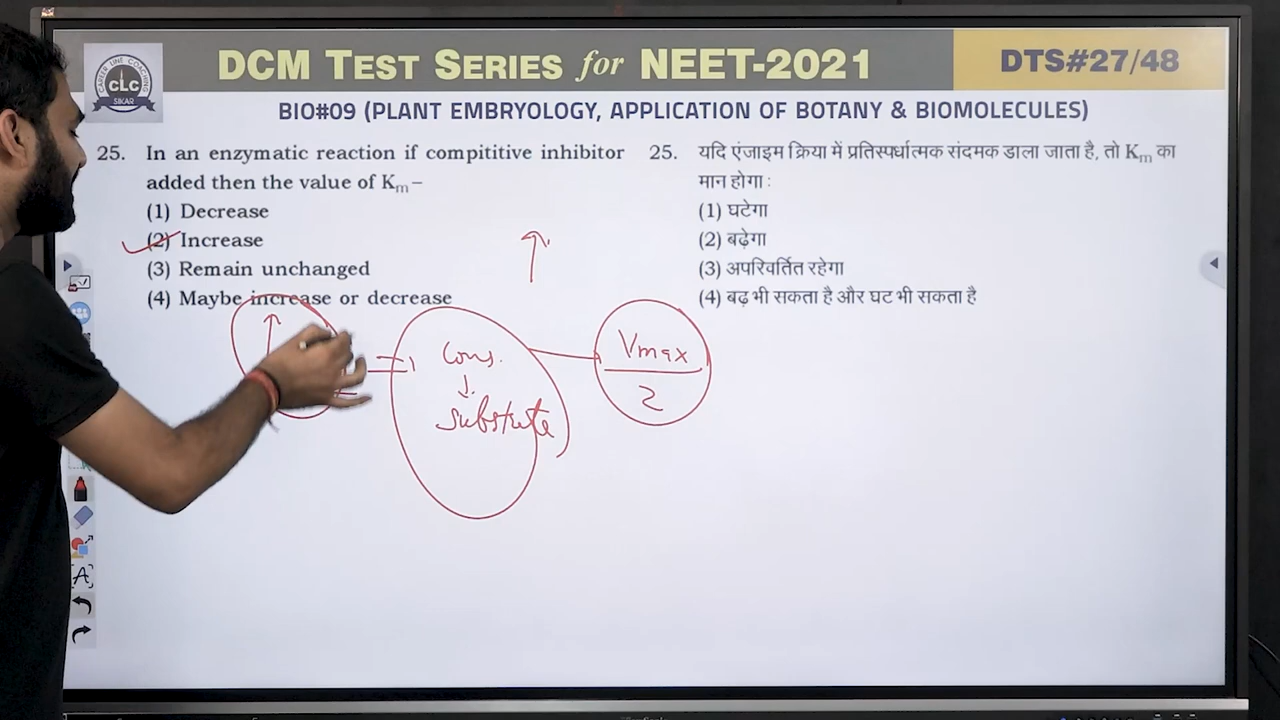 DCM TEST SERIES for NEET-2021
DTS#27/48
CAREER LINE COACHING
CLC
SIKAR
BIO#09 (PLANT EMBRYOLOGY, APPLICATION OF BOTANY & BIOMOLECULES)
25. In an enzymatic reaction if compititive inhibitor
added then the value of Km–
(1) Decrease
(2) Increase
(3) Remain unchanged
(4) Maybe increase or decrease
25. यदि एंजाइम क्रिया में प्रतिस्पर्धात्मक संदमक डाला जाता है, तो Km का
मान होगा :
(1) घटेगा
(2) बढ़ेगा
(3) अपरिवर्तित रहेगा
(4) बढ़ भी सकता है और घट भी सकता है
Cons.
substrate
Vmax
2